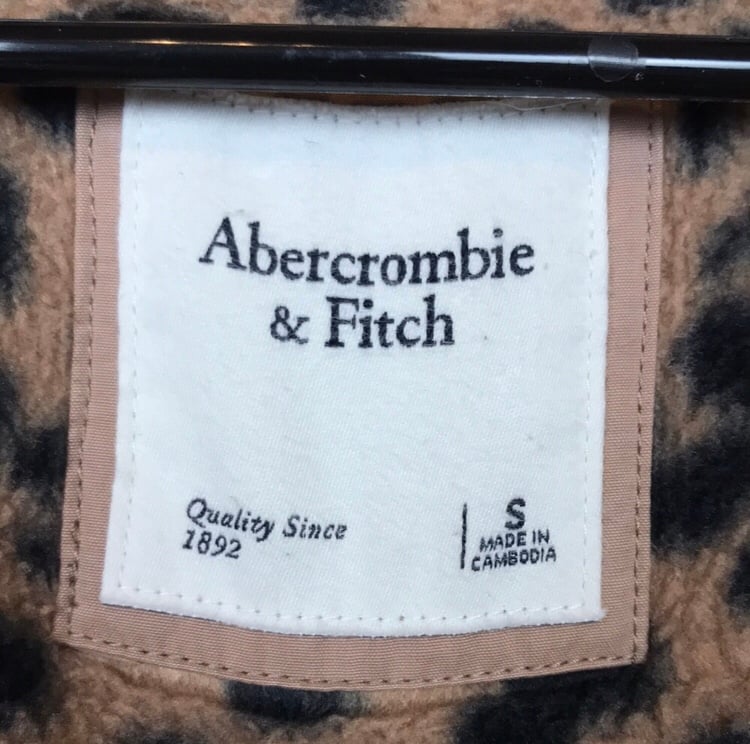 Abercrombie
& Fitch
Quality Since
1892
S
MADE IN
CAMBODIA